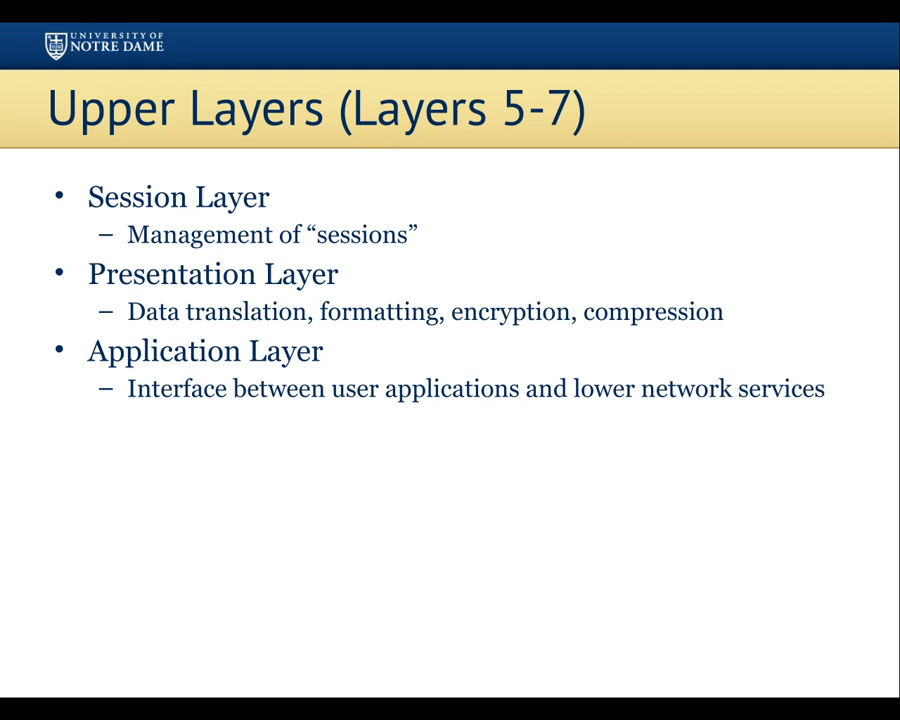 UNIVERSITY OF
NOTRE DAME
Upper Layers (Layers 5-7)
• Session Layer
– Management of “sessions”
• Presentation Layer
– Data translation, formatting, encryption, compression
• Application Layer
– Interface between user applications and lower network services